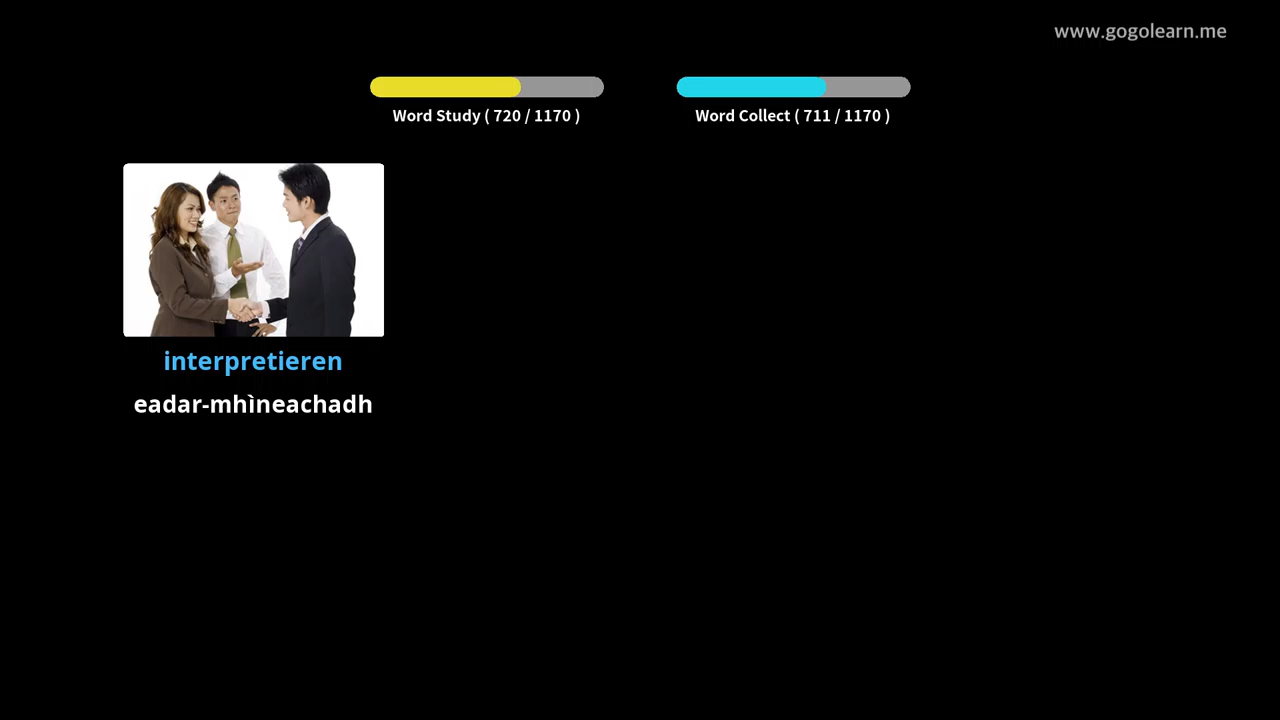 www.gogolearn.me
Word Study ( 720 / 1170 )
Word Collect ( 711 / 1170 )
interpretieren
eadar-mhìneachadh